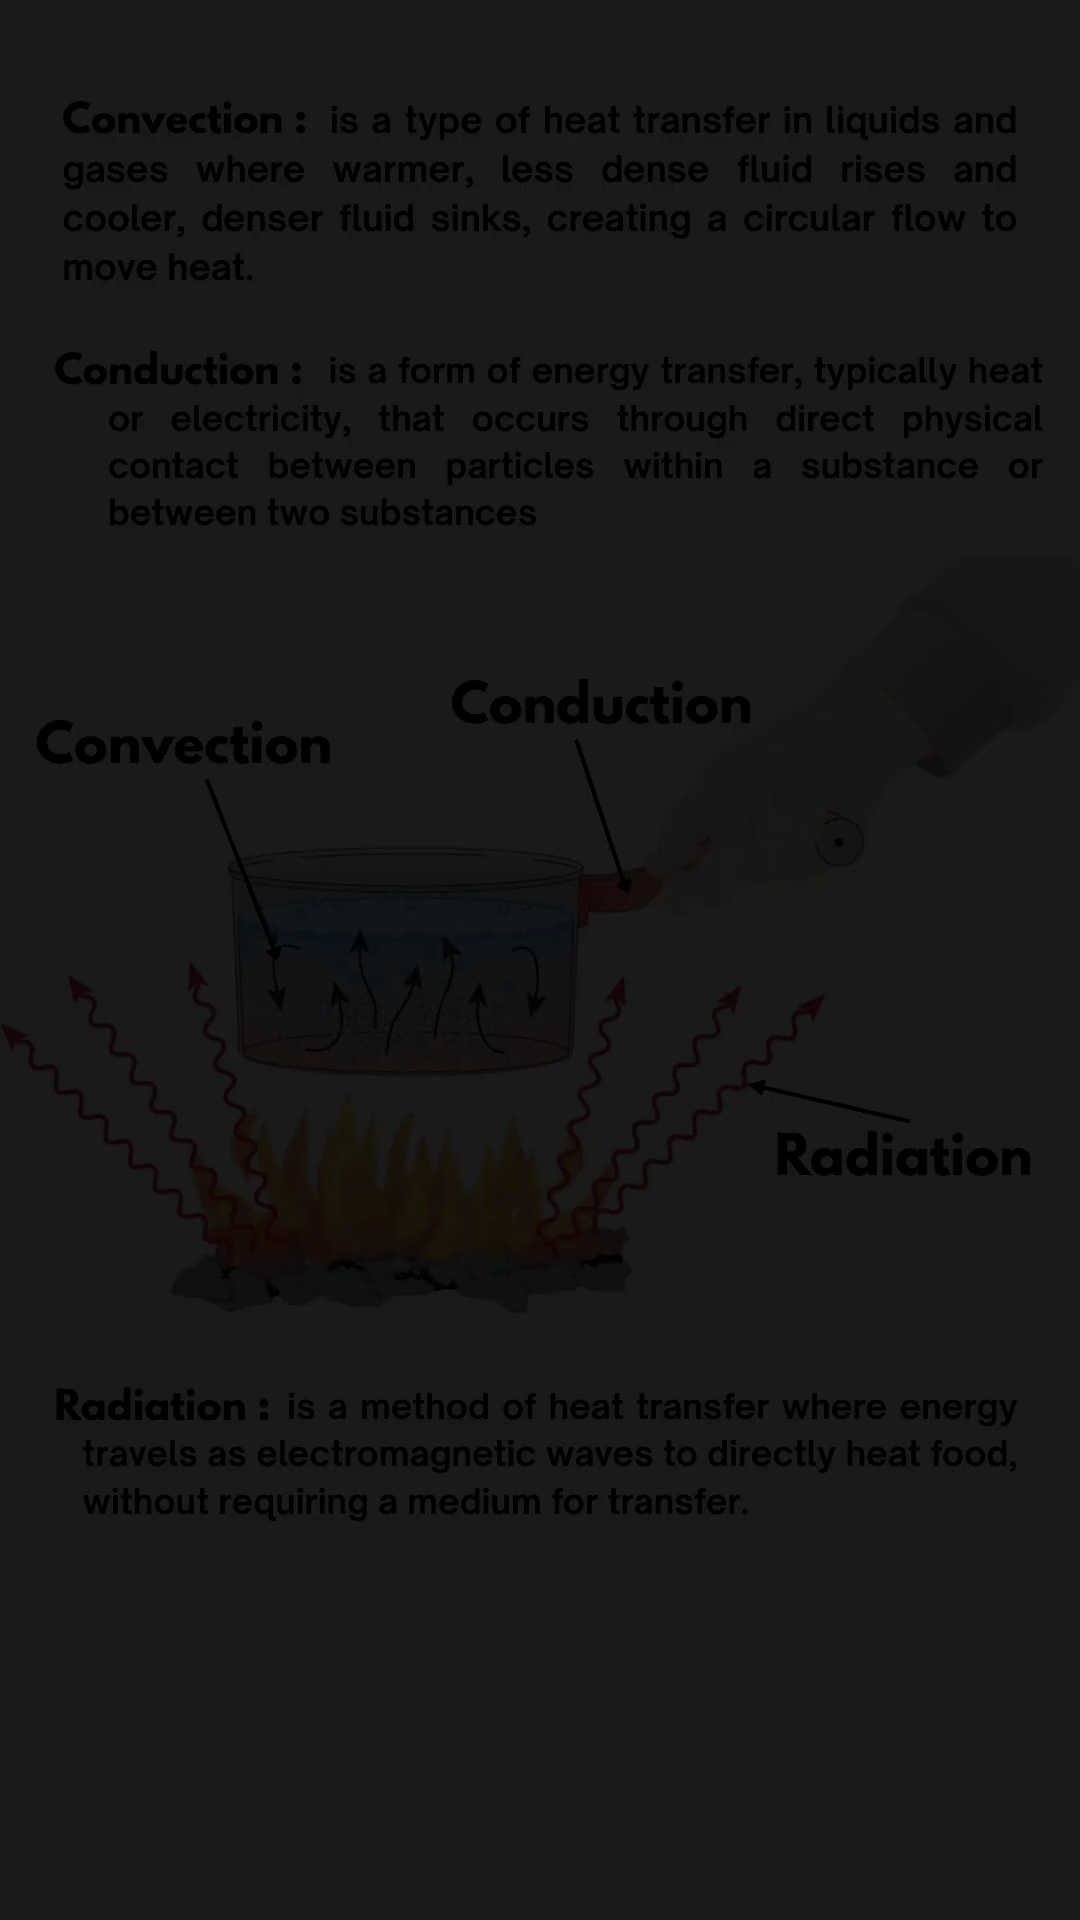 Convection : is a type of heat transfer in liquids and
gases where warmer, less dense fluid rises and
cooler, denser fluid sinks, creating a circular flow to
move heat.
Conduction : is a form of energy transfer, typically heat
or electricity, that occurs through direct physical
contact between particles within a substance or
between two substances
Conduction
Convection
Radiation
Radiation : is a method of heat transfer where energy
travels as electromagnetic waves to directly heat food,
without requiring a medium for transfer.